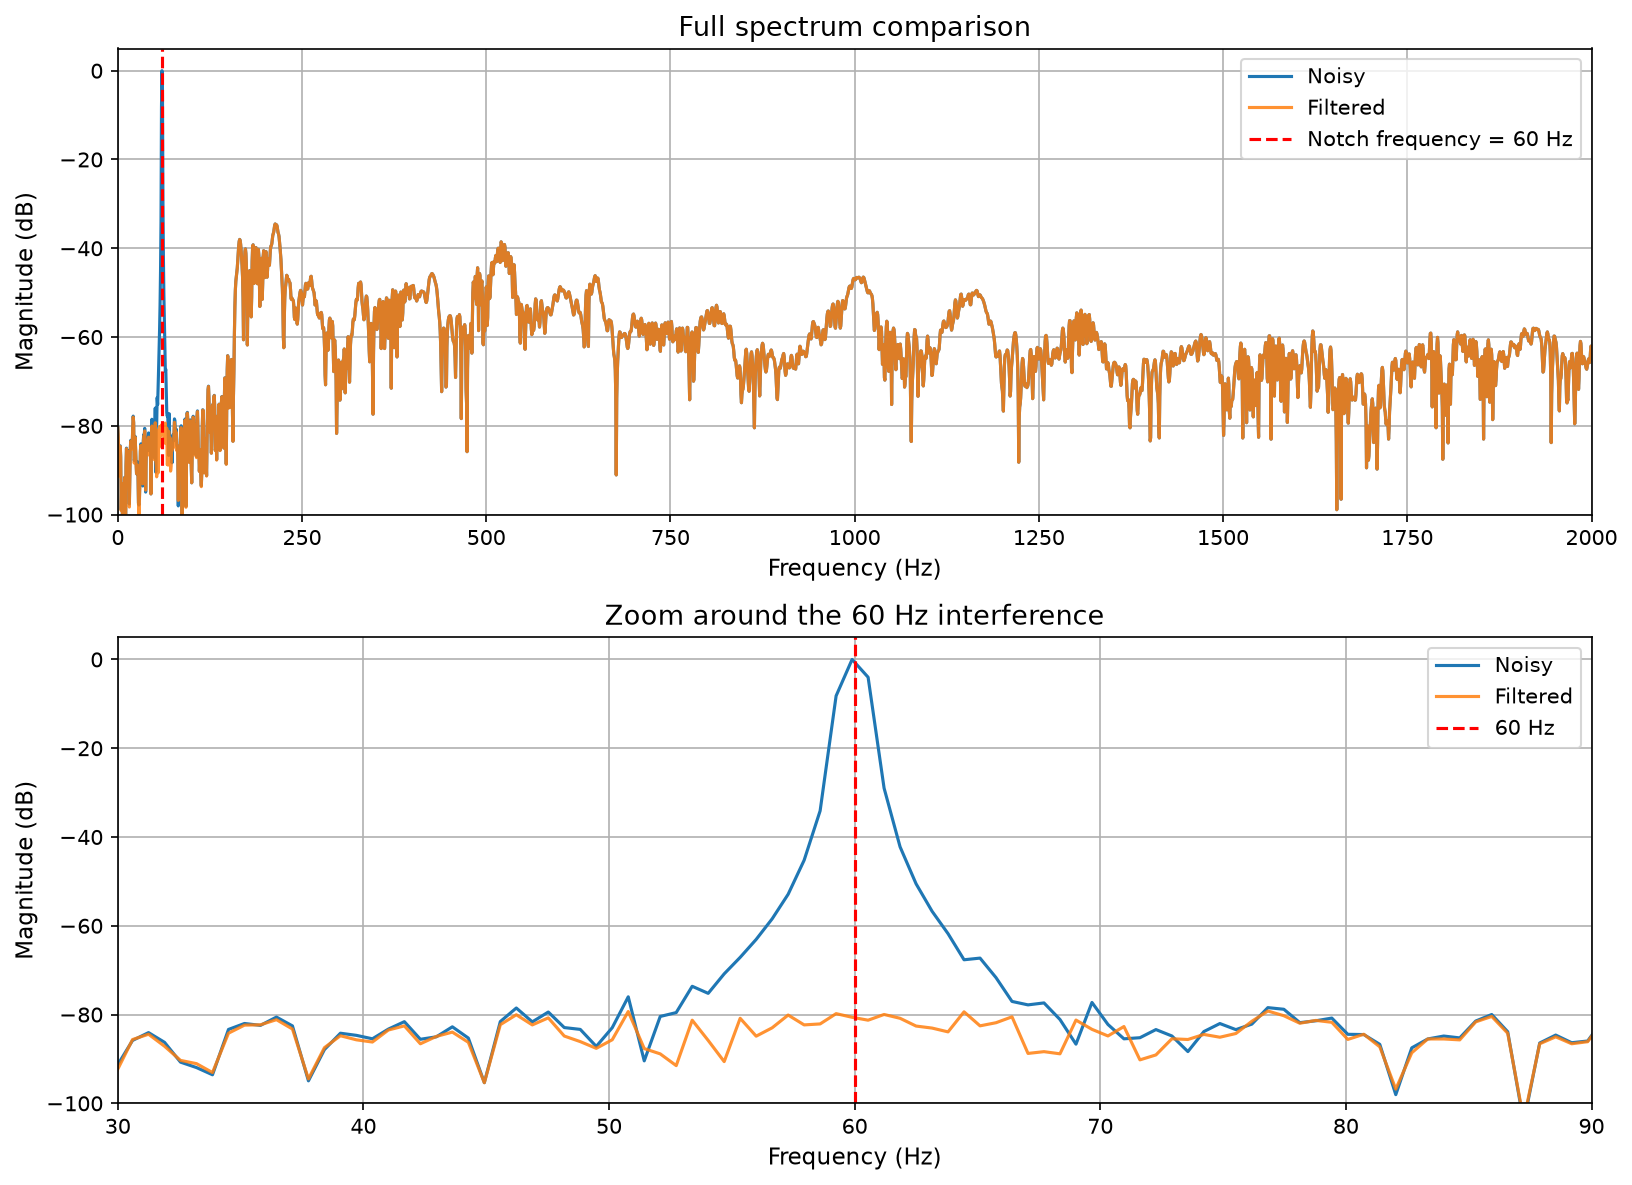 Full spectrum comparison
Magnitude (dB)
0
−20
−40
−60
−80
−100
Noisy
Filtered
Notch frequency = 60 Hz
0 250 500 750 1000 1250 1500 1750 2000
Frequency (Hz)
Zoom around the 60 Hz interference
Magnitude (dB)
0
−20
−40
−60
−80
−100
Noisy
Filtered
60 Hz
30 40 50 60 70 80 90
Frequency (Hz)